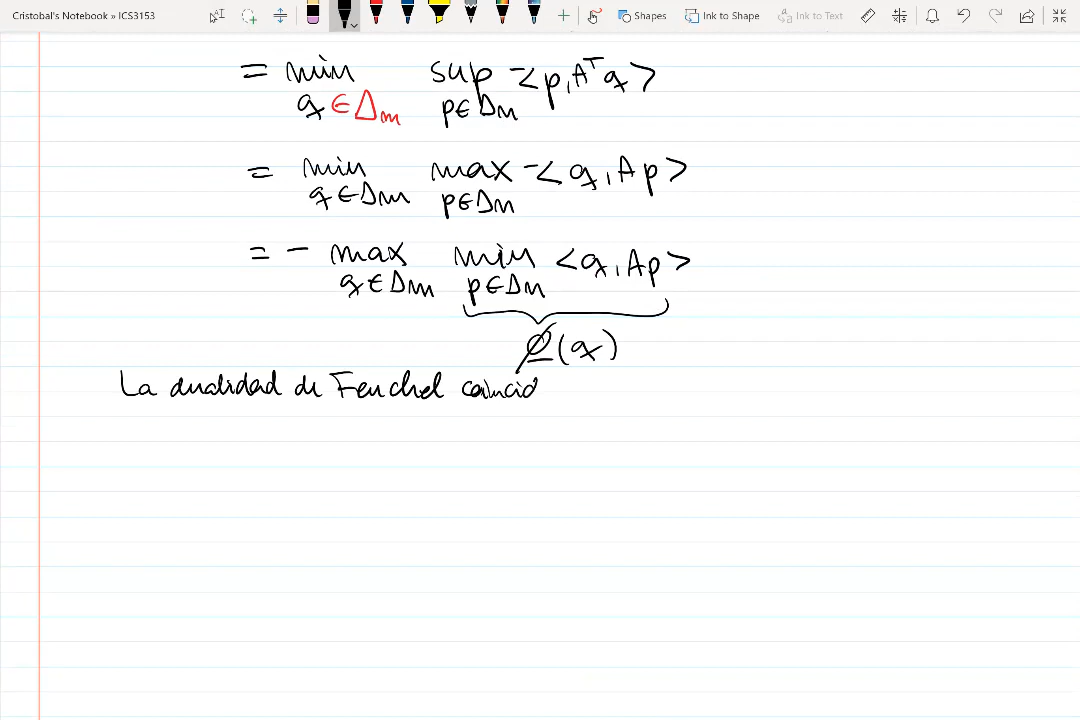 Cristobal's Notebook » ICS3153
Shapes Ink to Shape Ink to Text
= min sup -<p, A^T q>
q ∈ Δm p∈Δn
= min max -<q, Ap>
q∈Δm p∈Δn
= - max min <q, Ap>
q∈Δm p∈Δn
φ(q)
La dualidad de Fenchel coincid